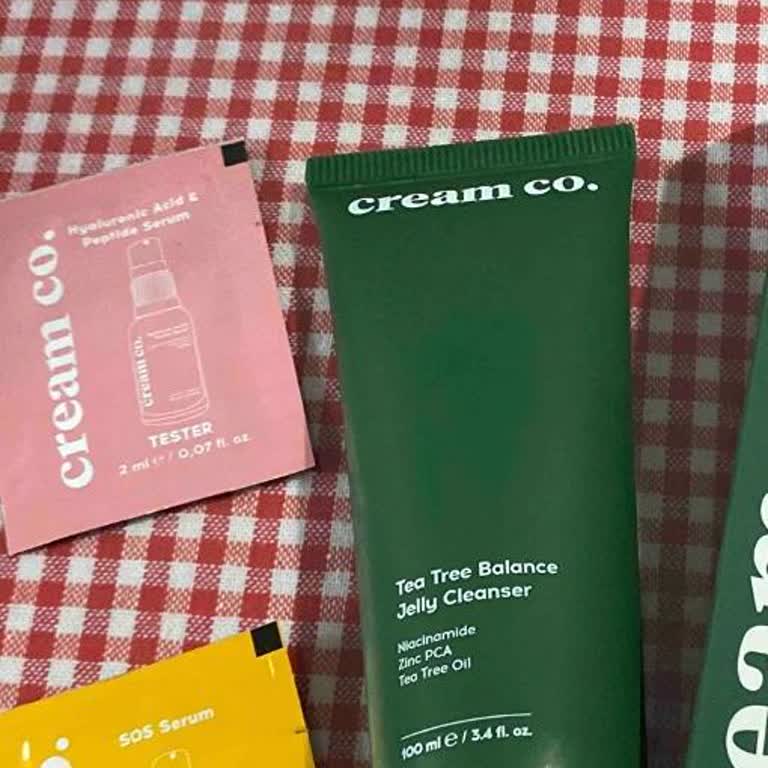 cream co.
Hyaluronic Acid &
Peptide Serum
cream co.
TESTER
2 ml e / 0,07 fl. oz.
cream co.
Tea Tree Balance
Jelly Cleanser
Niacinamide
Zinc PCA
Tea Tree Oil
100 ml e / 3.4 fl. oz.
SOS Serum